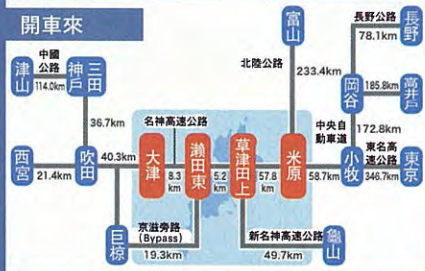 開車來
富山
長野公路
長野
78.1km
中國
公路
三田
神戶
津山
114.0km
北陸公路
233.4km
岡谷
185.8km
高井戶
36.7km
名神高速公路
中央自
動車道
172.8km
東名高
速公路
西宮
21.4km
吹田
40.3km
大津
8.3
km
瀨田東
5.2
km
草津田上
57.8
km
米原
58.7km
小牧
346.7km
東京
巨椋
京滋旁路
(Bypass)
19.3km
新名神高速公路
49.7km
龜山